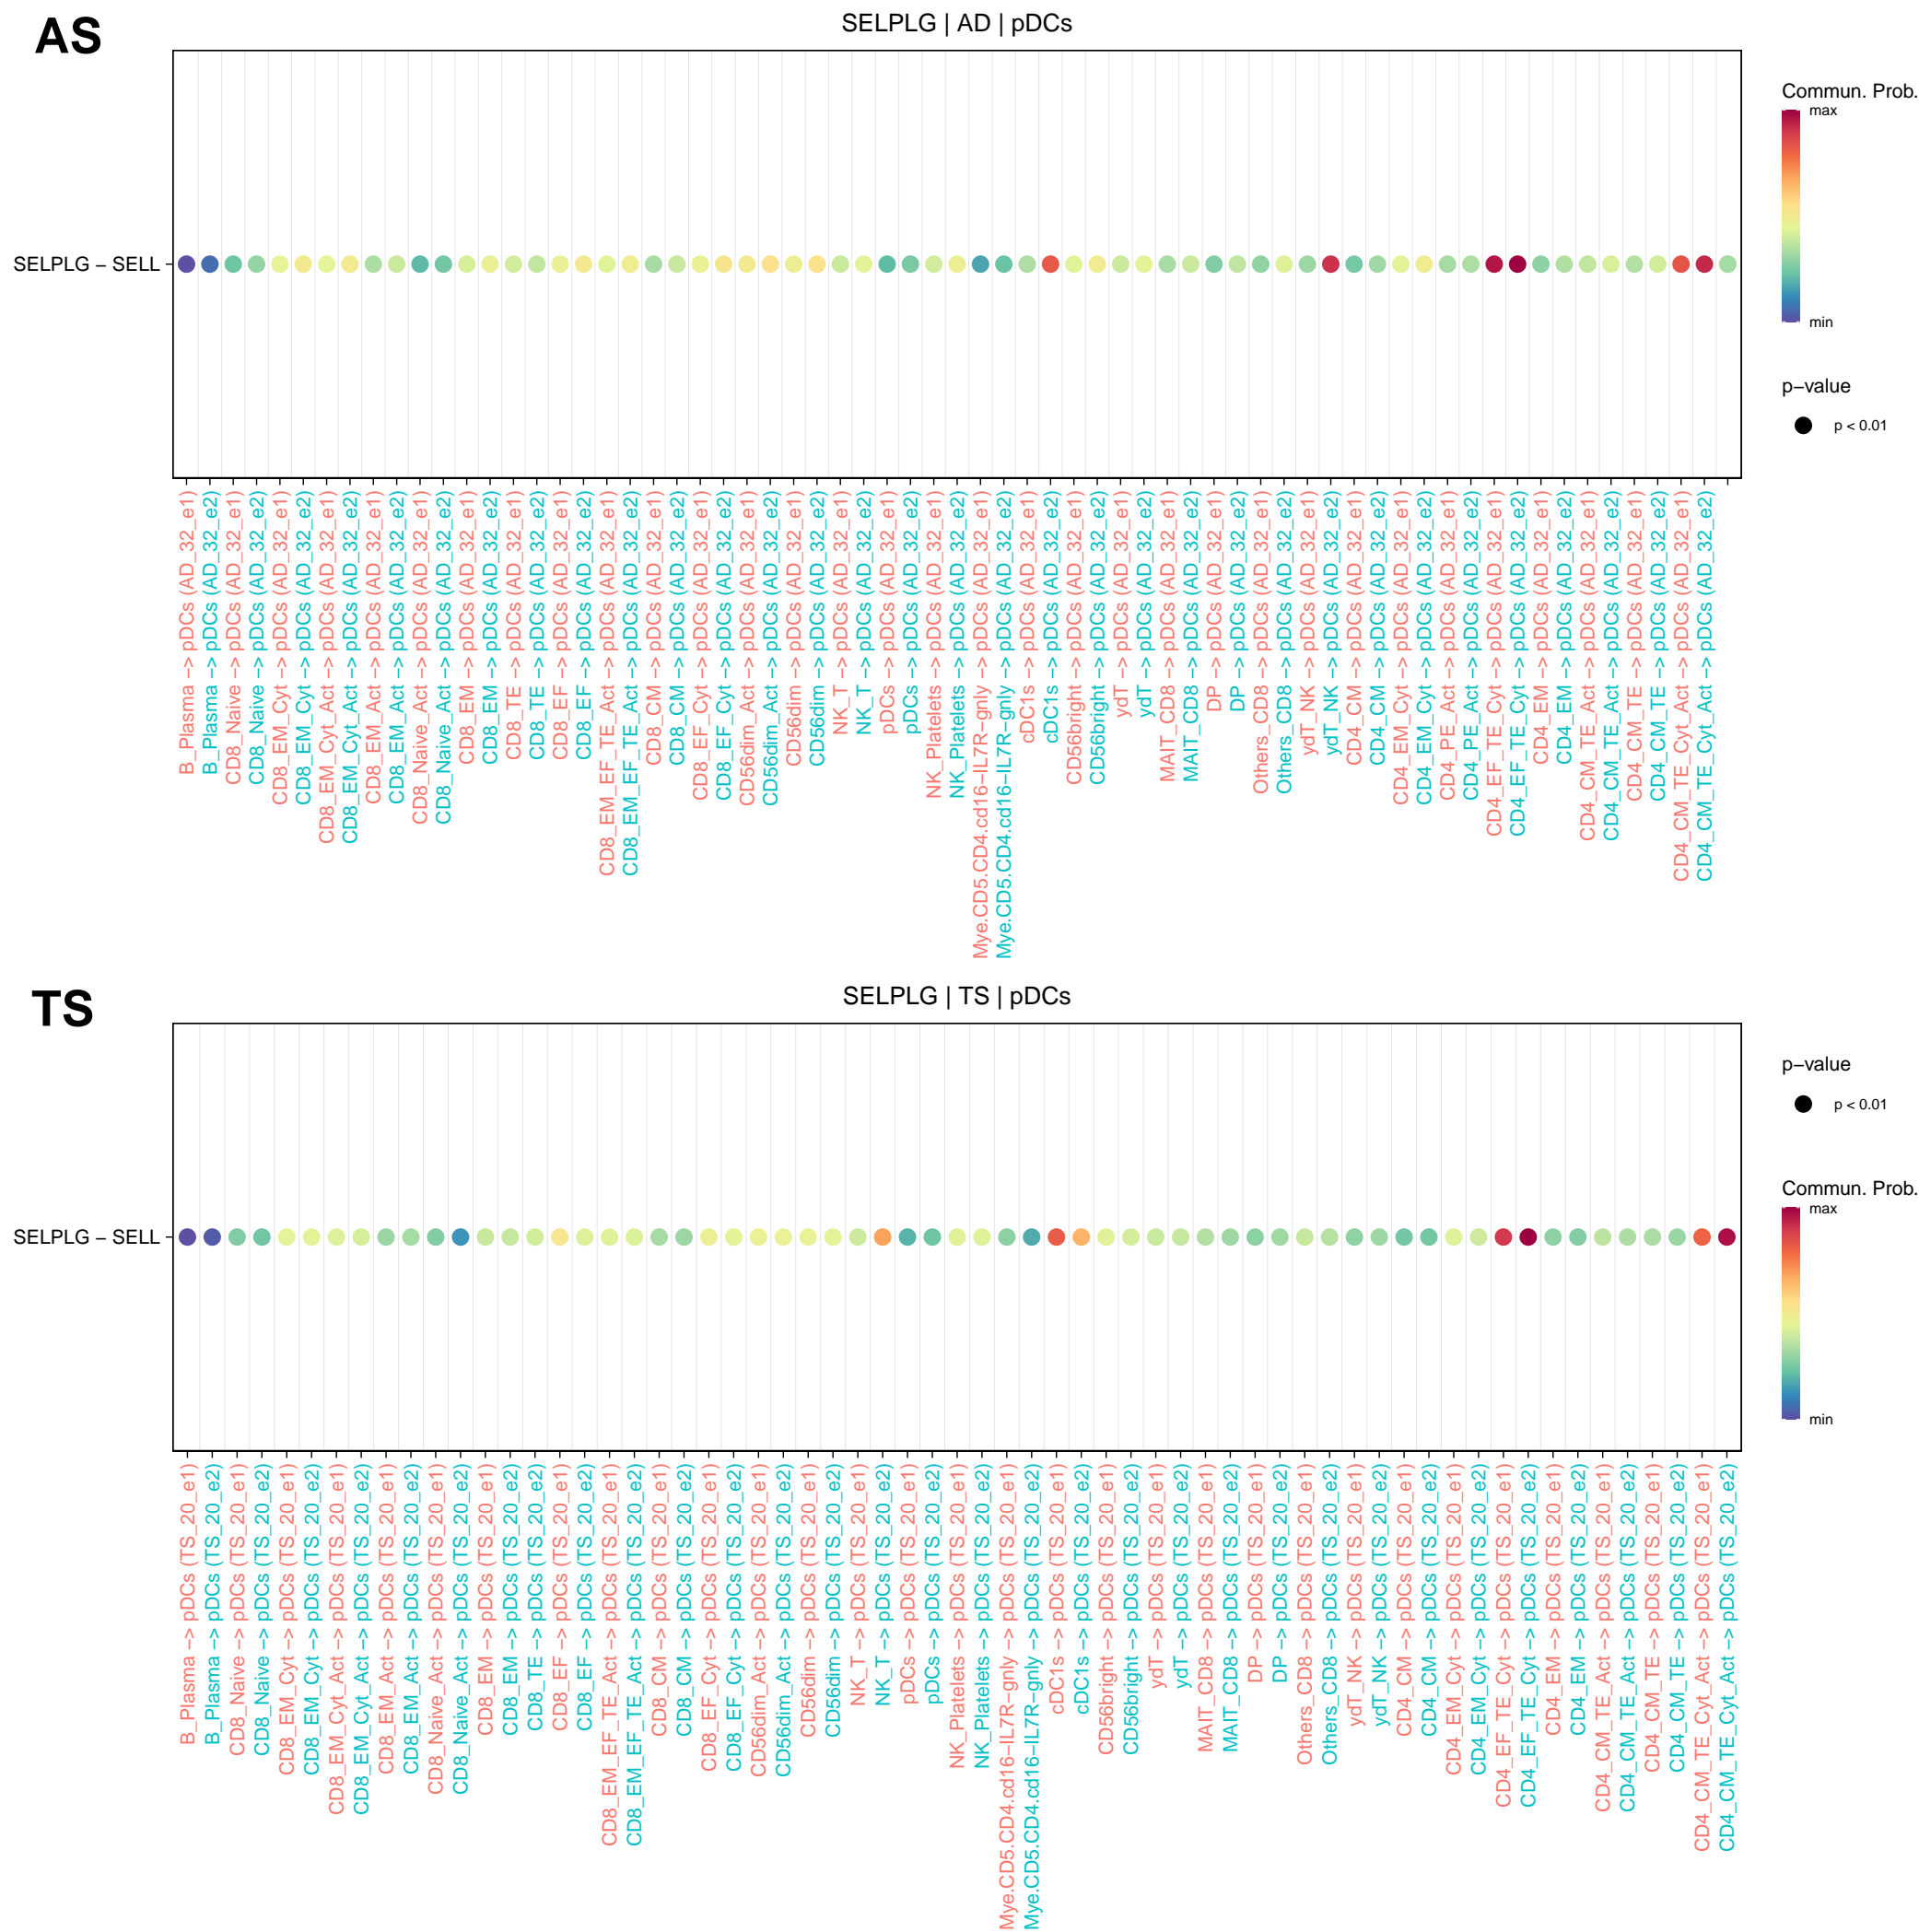 AS
SELPLG | AD | pDCs
SELPLG − SELL
Commun. Prob.
max
min
p−value
p < 0.01
B_Plasma −> pDCs (AD_32_e1)
B_Plasma −> pDCs (AD_32_e2)
CD8_Naive −> pDCs (AD_32_e1)
CD8_Naive −> pDCs (AD_32_e2)
CD8_EM_Cyt −> pDCs (AD_32_e1)
CD8_EM_Cyt −> pDCs (AD_32_e2)
CD8_EM_Cyt_Act −> pDCs (AD_32_e1)
CD8_EM_Cyt_Act −> pDCs (AD_32_e2)
CD8_EM_Act −> pDCs (AD_32_e1)
CD8_EM_Act −> pDCs (AD_32_e2)
CD8_Naive_Act −> pDCs (AD_32_e1)
CD8_Naive_Act −> pDCs (AD_32_e2)
CD8_EM −> pDCs (AD_32_e1)
CD8_EM −> pDCs (AD_32_e2)
CD8_TE −> pDCs (AD_32_e1)
CD8_TE −> pDCs (AD_32_e2)
CD8_EF −> pDCs (AD_32_e1)
CD8_EF −> pDCs (AD_32_e2)
CD8_EM_EF_TE_Act −> pDCs (AD_32_e1)
CD8_EM_EF_TE_Act −> pDCs (AD_32_e2)
CD8_CM −> pDCs (AD_32_e1)
CD8_CM −> pDCs (AD_32_e2)
CD8_EF_Cyt −> pDCs (AD_32_e1)
CD8_EF_Cyt −> pDCs (AD_32_e2)
CD56dim_Act −> pDCs (AD_32_e1)
CD56dim_Act −> pDCs (AD_32_e2)
CD56dim −> pDCs (AD_32_e1)
CD56dim −> pDCs (AD_32_e2)
NK_T −> pDCs (AD_32_e1)
NK_T −> pDCs (AD_32_e2)
pDCs −> pDCs (AD_32_e1)
pDCs −> pDCs (AD_32_e2)
NK_Platelets −> pDCs (AD_32_e1)
NK_Platelets −> pDCs (AD_32_e2)
Mye.CD5.CD4.cd16−IL7R−gnly −> pDCs (AD_32_e1)
Mye.CD5.CD4.cd16−IL7R−gnly −> pDCs (AD_32_e2)
cDC1s −> pDCs (AD_32_e1)
cDC1s −> pDCs (AD_32_e2)
CD56bright −> pDCs (AD_32_e1)
CD56bright −> pDCs (AD_32_e2)
ydT −> pDCs (AD_32_e1)
ydT −> pDCs (AD_32_e2)
MAIT_CD8 −> pDCs (AD_32_e1)
MAIT_CD8 −> pDCs (AD_32_e2)
DP −> pDCs (AD_32_e1)
DP −> pDCs (AD_32_e2)
Others_CD8 −> pDCs (AD_32_e1)
Others_CD8 −> pDCs (AD_32_e2)
ydT_NK −> pDCs (AD_32_e1)
ydT_NK −> pDCs (AD_32_e2)
CD4_CM −> pDCs (AD_32_e1)
CD4_CM −> pDCs (AD_32_e2)
CD4_EM_Cyt −> pDCs (AD_32_e1)
CD4_EM_Cyt −> pDCs (AD_32_e2)
CD4_PE_Act −> pDCs (AD_32_e1)
CD4_PE_Act −> pDCs (AD_32_e2)
CD4_EF_TE_Cyt −> pDCs (AD_32_e1)
CD4_EF_TE_Cyt −> pDCs (AD_32_e2)
CD4_EM −> pDCs (AD_32_e1)
CD4_EM −> pDCs (AD_32_e2)
CD4_CM_TE_Act −> pDCs (AD_32_e1)
CD4_CM_TE_Act −> pDCs (AD_32_e2)
CD4_CM_TE −> pDCs (AD_32_e1)
CD4_CM_TE −> pDCs (AD_32_e2)
CD4_CM_TE_Cyt_Act −> pDCs (AD_32_e1)
CD4_CM_TE_Cyt_Act −> pDCs (AD_32_e2)
TS
SELPLG | TS | pDCs
SELPLG − SELL
p−value
p < 0.01
Commun. Prob.
max
min
B_Plasma −> pDCs (TS_20_e1)
B_Plasma −> pDCs (TS_20_e2)
CD8_Naive −> pDCs (TS_20_e1)
CD8_Naive −> pDCs (TS_20_e2)
CD8_EM_Cyt −> pDCs (TS_20_e1)
CD8_EM_Cyt −> pDCs (TS_20_e2)
CD8_EM_Cyt_Act −> pDCs (TS_20_e1)
CD8_EM_Cyt_Act −> pDCs (TS_20_e2)
CD8_EM_Act −> pDCs (TS_20_e1)
CD8_EM_Act −> pDCs (TS_20_e2)
CD8_Naive_Act −> pDCs (TS_20_e1)
CD8_Naive_Act −> pDCs (TS_20_e2)
CD8_EM −> pDCs (TS_20_e1)
CD8_EM −> pDCs (TS_20_e2)
CD8_TE −> pDCs (TS_20_e2)
CD8_EF −> pDCs (TS_20_e1)
CD8_EF −> pDCs (TS_20_e2)
CD8_EM_EF_TE_Act −> pDCs (TS_20_e1)
CD8_EM_EF_TE_Act −> pDCs (TS_20_e2)
CD8_CM −> pDCs (TS_20_e1)
CD8_CM −> pDCs (TS_20_e2)
CD8_EF_Cyt −> pDCs (TS_20_e1)
CD8_EF_Cyt −> pDCs (TS_20_e2)
CD56dim_Act −> pDCs (TS_20_e1)
CD56dim_Act −> pDCs (TS_20_e2)
CD56dim −> pDCs (TS_20_e1)
CD56dim −> pDCs (TS_20_e2)
NK_T −> pDCs (TS_20_e1)
NK_T −> pDCs (TS_20_e2)
pDCs −> pDCs (TS_20_e1)
pDCs −> pDCs (TS_20_e2)
NK_Platelets −> pDCs (TS_20_e1)
NK_Platelets −> pDCs (TS_20_e2)
Mye.CD5.CD4.cd16−IL7R−gnly −> pDCs (TS_20_e1)
Mye.CD5.CD4.cd16−IL7R−gnly −> pDCs (TS_20_e2)
cDC1s −> pDCs (TS_20_e1)
cDC1s −> pDCs (TS_20_e2)
CD56bright −> pDCs (TS_20_e1)
CD56bright −> pDCs (TS_20_e2)
ydT −> pDCs (TS_20_e1)
ydT −> pDCs (TS_20_e2)
MAIT_CD8 −> pDCs (TS_20_e1)
MAIT_CD8 −> pDCs (TS_20_e2)
DP −> pDCs (TS_20_e1)
DP −> pDCs (TS_20_e2)
Others_CD8 −> pDCs (TS_20_e1)
Others_CD8 −> pDCs (TS_20_e2)
ydT_NK −> pDCs (TS_20_e1)
ydT_NK −> pDCs (TS_20_e2)
CD4_CM −> pDCs (TS_20_e1)
CD4_CM −> pDCs (TS_20_e2)
CD4_EM_Cyt −> pDCs (TS_20_e1)
CD4_EM_Cyt −> pDCs (TS_20_e2)
CD4_EF_TE_Cyt −> pDCs (TS_20_e1)
CD4_EF_TE_Cyt −> pDCs (TS_20_e2)
CD4_EM −> pDCs (TS_20_e1)
CD4_EM −> pDCs (TS_20_e2)
CD4_CM_TE_Act −> pDCs (TS_20_e1)
CD4_CM_TE_Act −> pDCs (TS_20_e2)
CD4_CM_TE −> pDCs (TS_20_e1)
CD4_CM_TE −> pDCs (TS_20_e2)
CD4_CM_TE_Cyt_Act −> pDCs (TS_20_e1)
CD4_CM_TE_Cyt_Act −> pDCs (TS_20_e2)